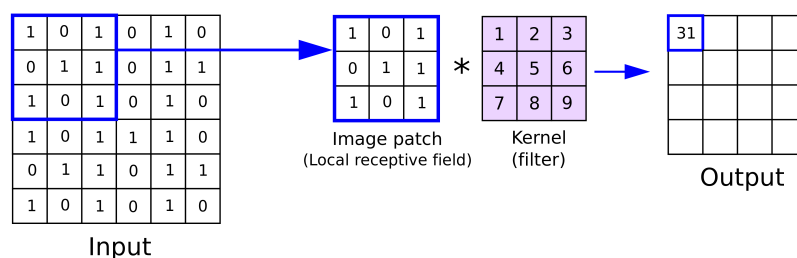 1 0 1 0 1 0
0 1 1 0 1 1
1 0 1 0 1 0
1 0 1 1 1 0
0 1 1 0 1 1
1 0 1 0 1 0
Input
1 0 1
0 1 1
1 0 1
Image patch
(Local receptive field)
*
1 2 3
4 5 6
7 8 9
Kernel
(filter)
31
Output